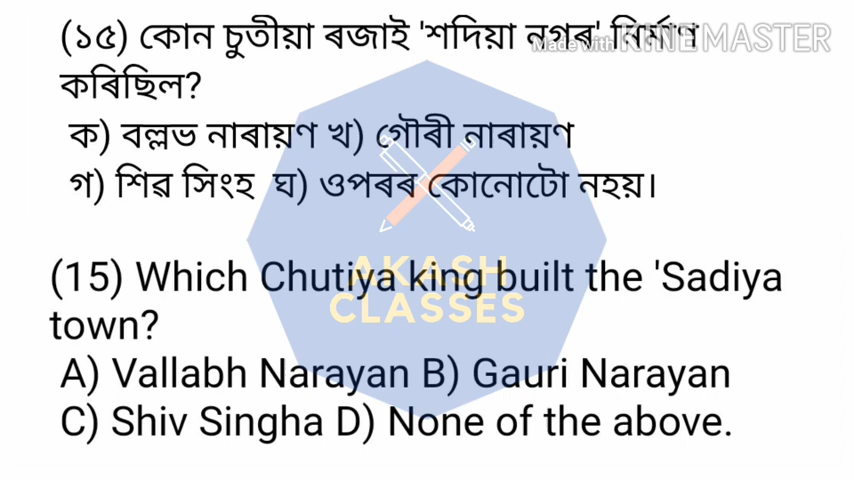 (১৫) কোন চুতীয়া ৰজাই 'শদিয়া নগৰ' নিৰ্মাণ
Made with KINEMASTER
কৰিছিল?
ক) বল্লভ নাৰায়ণ খ) গৌৰী নাৰায়ণ
গ) শিৱ সিংহ ঘ) ওপৰৰ কোনোটো নহয়।
(15) Which Chutiya king built the 'Sadiya
town?
AKASH
CLASSES
A) Vallabh Narayan B) Gauri Narayan
C) Shiv Singha D) None of the above.